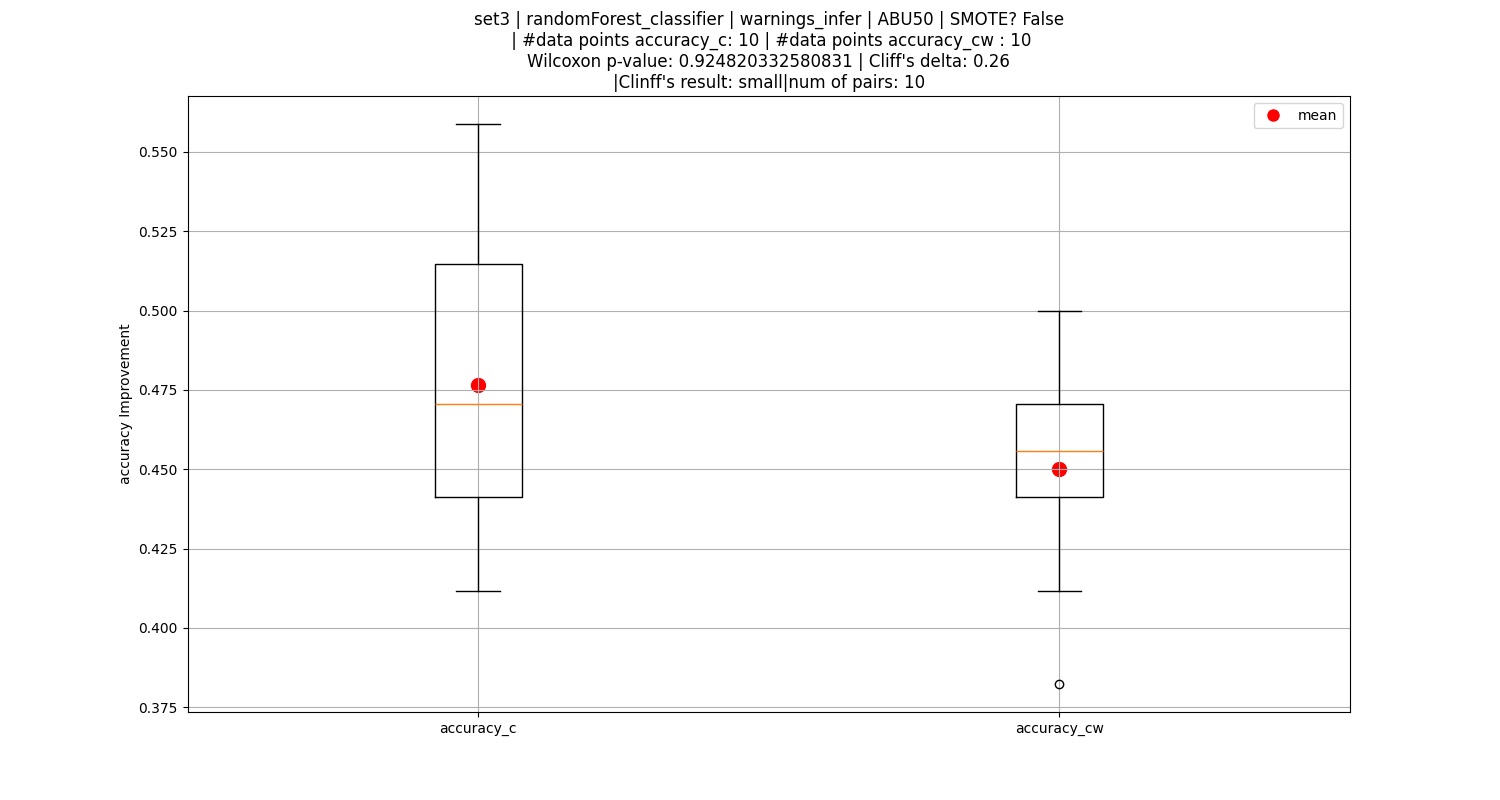 set3 | randomForest_classifier | warnings_infer | ABU50 | SMOTE? False
| #data points accuracy_c: 10 | #data points accuracy_cw : 10
Wilcoxon p-value: 0.924820332580831 | Cliff's delta: 0.26
|Clinff's result: small|num of pairs: 10
mean
0.550
0.525
0.500
0.475
0.450
0.425
0.400
0.375
accuracy Improvement
accuracy_c
accuracy_cw